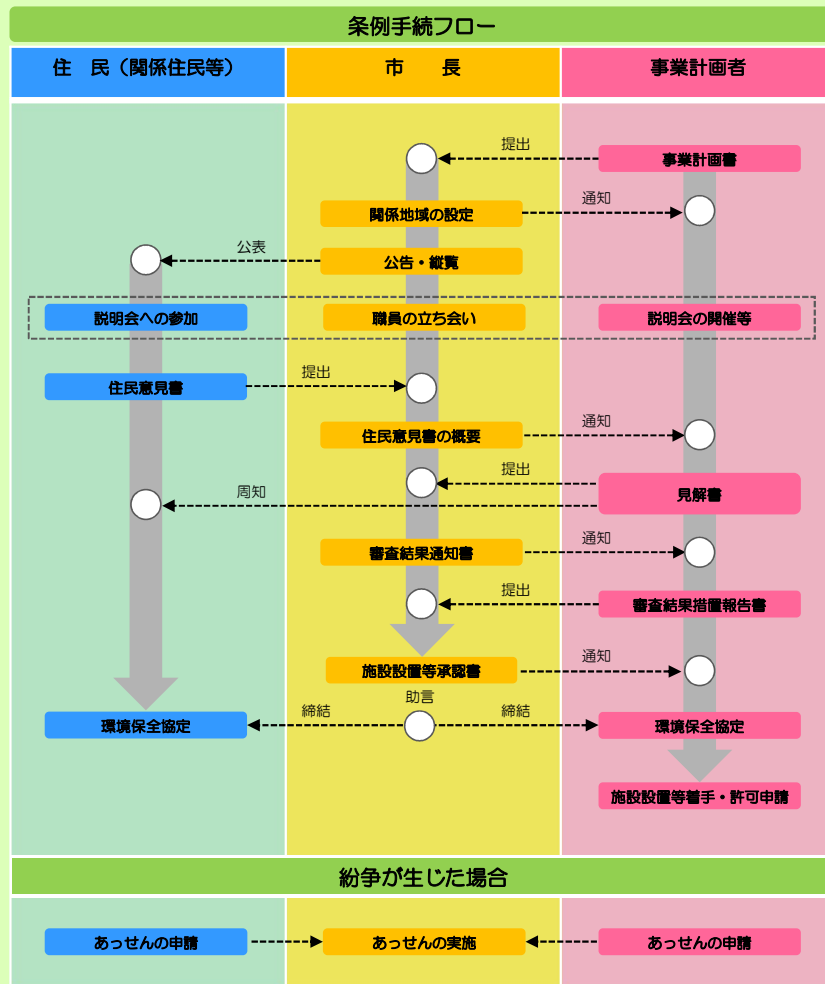 条例手続フロー
住　民（関係住民等）
市　　長
事業計画者
提出
事業計画書
関係地域の設定
通知
公表
公告・縦覧
説明会への参加
職員の立ち会い
説明会の開催等
住民意見書
提出
住民意見書の概要
通知
提出
見解書
周知
審査結果通知書
通知
提出
審査結果措置報告書
施設設置等承認書
通知
助言
環境保全協定
締結
締結
環境保全協定
施設設置等着手・許可申請
紛争が生じた場合
あっせんの申請
あっせんの実施
あっせんの申請